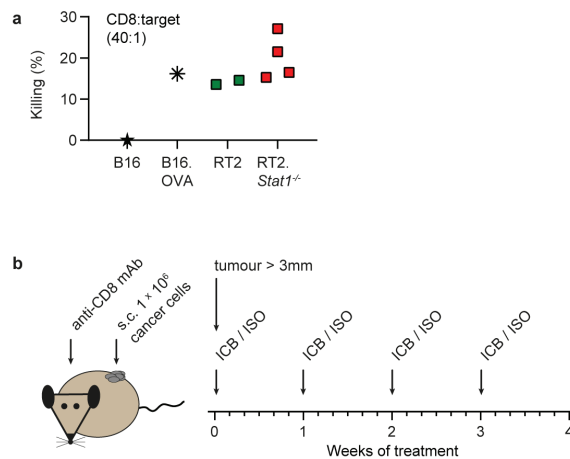 a
CD8:target
(40:1)
Killing (%)
30
20
10
0
B16
B16.
OVA
RT2
RT2.
Stat1-/-
b
anti-CD8 mAb
s.c. 1 x 10⁶
cancer cells
tumour > 3mm
ICB / ISO
ICB / ISO
ICB / ISO
ICB / ISO
0
1
2
3
4
Weeks of treatment